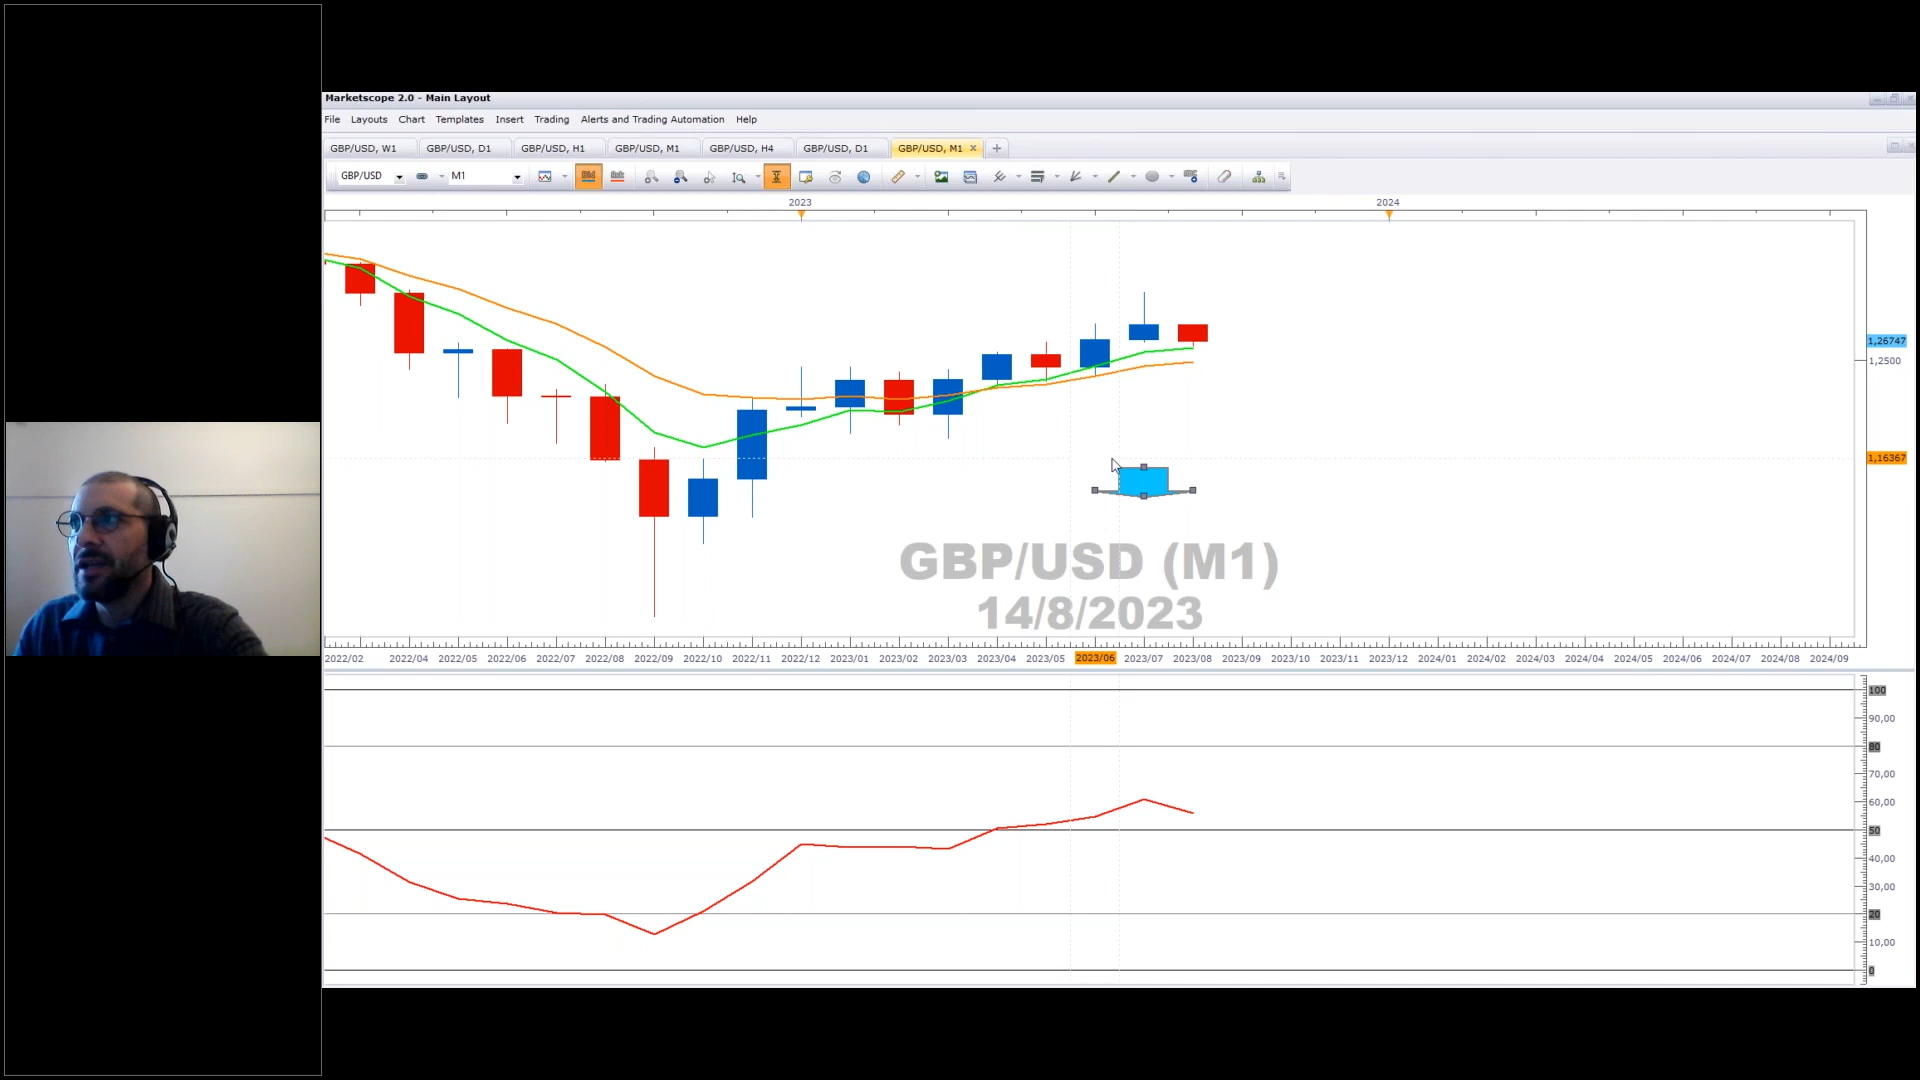 Marketscope 2.0 - Main Layout
File Layouts Chart Templates Insert Trading Alerts and Trading Automation Help
GBP/USD, W1 GBP/USD, D1 GBP/USD, H1 GBP/USD, M1 GBP/USD, H4 GBP/USD, D1 GBP/USD, M1
GBP/USD M1
2023 2024
1,26747
1,2500
1,16367
GBP/USD (M1)
14/8/2023
2022/02 2022/04 2022/05 2022/06 2022/07 2022/08 2022/09 2022/10 2022/11 2022/12 2023/01 2023/02 2023/03 2023/04 2023/05 2023/06 2023/07 2023/08 2023/09 2023/10 2023/11 2023/12 2024/01 2024/02 2024/03 2024/04 2024/05 2024/06 2024/07 2024/08 2024/09
100
90,00
80
70,00
60,00
50
40,00
30,00
20
10,00
0